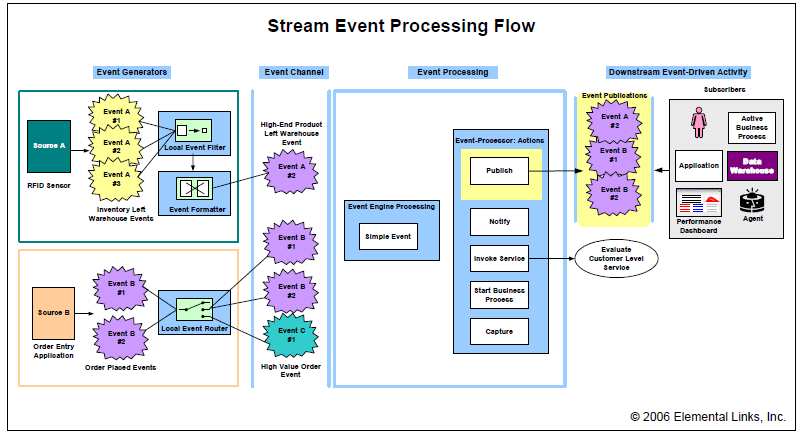 Stream Event Processing Flow
Event Generators
Event Channel
Event Processing
Downstream Event-Driven Activity
Source A
RFID Sensor
Event A
#1
Event A
#2
Event A
#3
Inventory Left
Warehouse Events
Local Event Filter
Event Formatter
High-End Product
Left Warehouse
Event
Event A
#2
Source B
Order Entry
Application
Event B
#1
Event B
#2
Order Placed Events
Local Event Router
Event B
#1
Event B
#2
Event C
#1
High Value Order
Event
Event Engine Processing
Simple Event
Event-Processor: Actions
Publish
Notify
Invoke Service
Start Business
Process
Capture
Event Publications
Event A
#2
Event B
#1
Event B
#2
Evaluate
Customer Level
Service
Subscribers
Active
Business
Process
Application
Data
Warehouse
Performance
Dashboard
Agent
© 2006 Elemental Links, Inc.